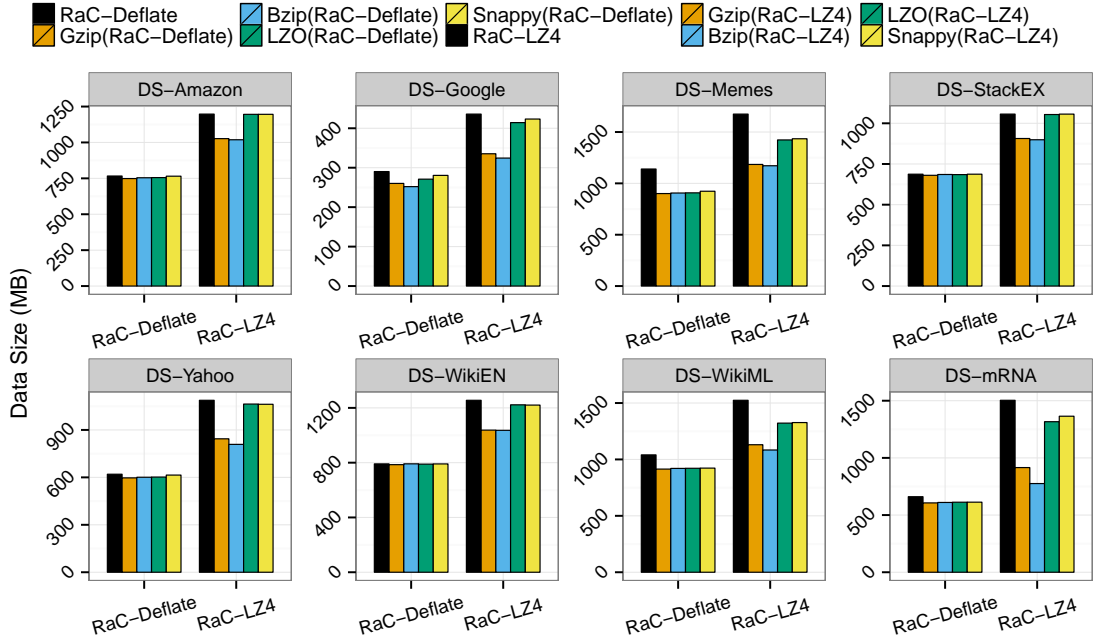 RaC−Deflate Bzip(RaC−Deflate) Snappy(RaC−Deflate) Gzip(RaC−LZ4) LZO(RaC−LZ4)
Gzip(RaC−Deflate) LZO(RaC−Deflate) RaC−LZ4 Bzip(RaC−LZ4) Snappy(RaC−LZ4)
Data Size (MB)
DS−Amazon
1250
1000
750
500
250
0
RaC−Deflate RaC−LZ4
DS−Google
400
300
200
100
0
RaC−Deflate RaC−LZ4
DS−Memes
1500
1000
500
0
RaC−Deflate RaC−LZ4
DS−StackEX
1000
750
500
250
0
RaC−Deflate RaC−LZ4
DS−Yahoo
900
600
300
0
RaC−Deflate RaC−LZ4
DS−WikiEN
1200
800
400
0
RaC−Deflate RaC−LZ4
DS−WikiML
1500
1000
500
0
RaC−Deflate RaC−LZ4
DS−mRNA
1500
1000
500
0
RaC−Deflate RaC−LZ4